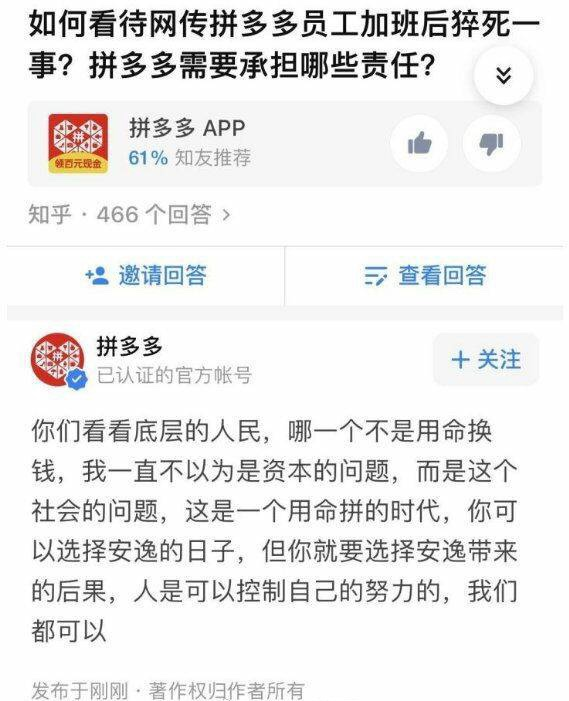 如何看待网传拼多多员工加班后猝死一
事？拼多多需要承担哪些责任？
拼
领百元现金
拼多多 APP
61% 知友推荐
知乎 · 466 个回答 >
邀请回答
查看回答
拼
拼多多
已认证的官方帐号
+ 关注
你们看看底层的人民，哪一个不是用命换
钱，我一直不以为是资本的问题，而是这个
社会的问题，这是一个用命拼的时代，你可
以选择安逸的日子，但你就要选择安逸带来
的后果，人是可以控制自己的努力的，我们
都可以
发布于刚刚 · 著作权归作者所有